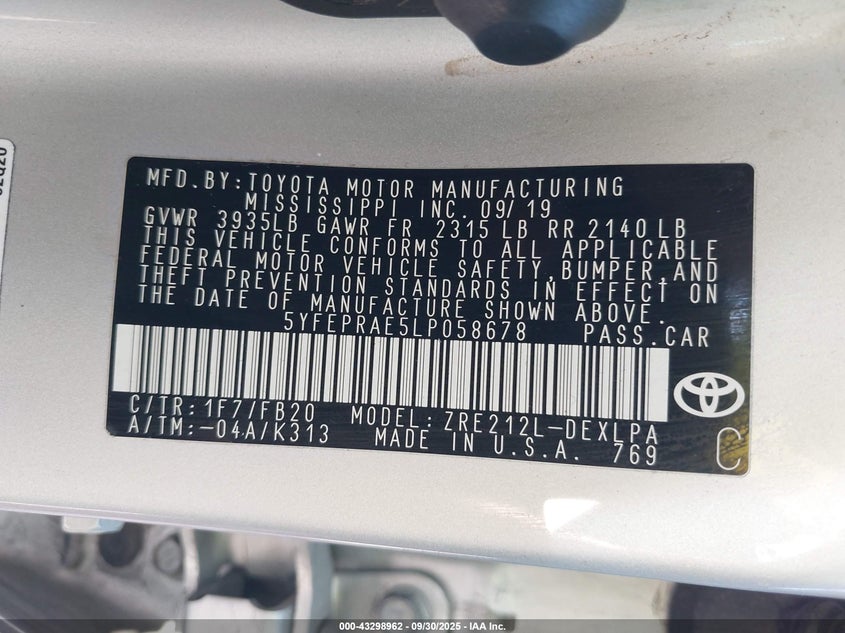 MFD.BY:TOYOTA MOTOR MANUFACTURING
MISSISSIPPI INC. 09/19
GVWR 3935LB GAWR FR 2315 LB RR 2140 LB
THIS VEHICLE CONFORMS TO ALL APPLICABLE
FEDERAL MOTOR VEHICLE SAFETY,BUMPER,AND
THEFT PREVENTION STANDARDS IN EFFECT ON
THE DATE OF MANUFACTURE SHOWN ABOVE.
5YFEPRAE5LP058678 PASS.CAR
C/TR:1F7/FB20 MODEL:ZRE212L-DEXLPA
A/TM:-04A/K313 MADE IN U.S.A. 769
C
000-43298962 - 09/30/2025 - IAA Inc.